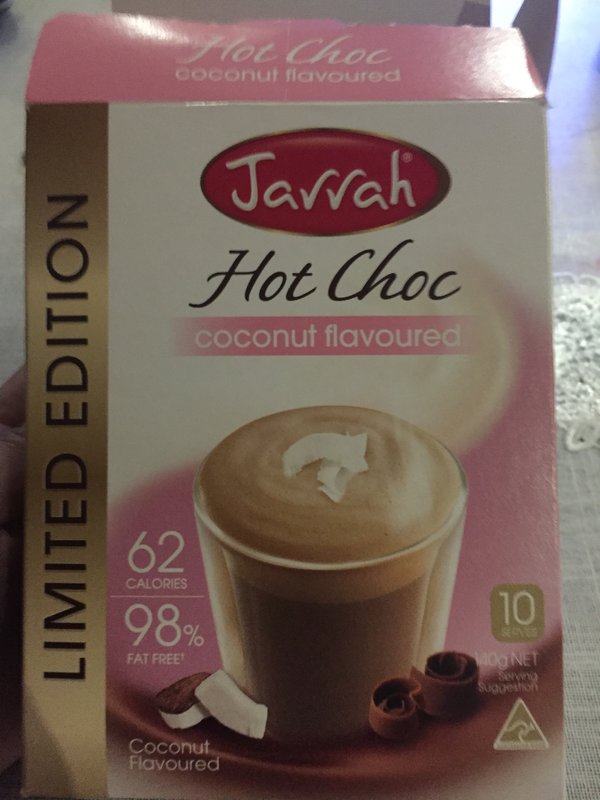 Hot Choc
coconut flavoured
LIMITED EDITION
Jarrah®
Hot Choc
coconut flavoured
62
CALORIES
98%
FAT FREE†
10
SERVES
140g NET
Serving
Suggestion
Coconut
Flavoured